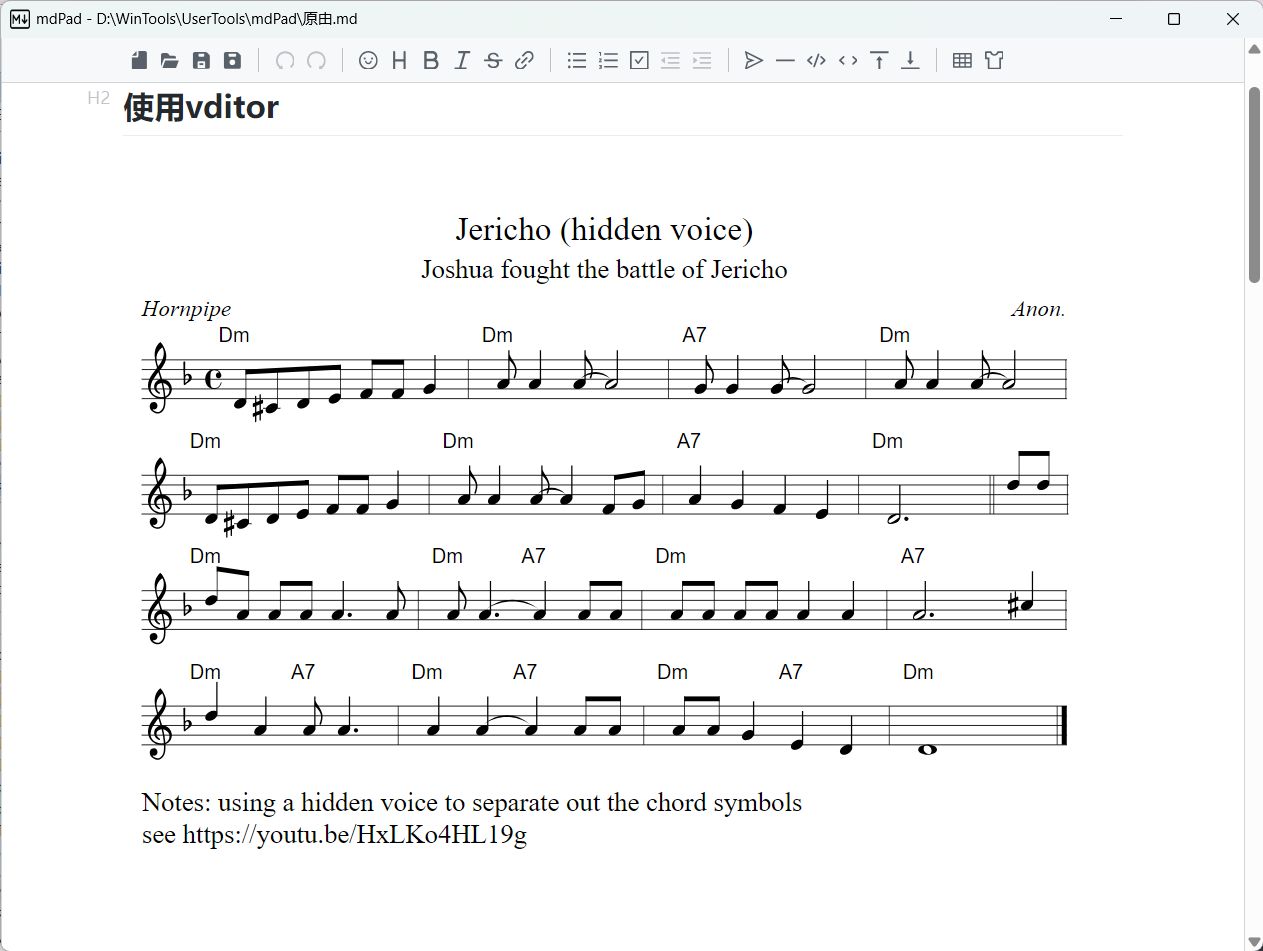 mdPad - D:\WinTools\UserTools\mdPad\原由.md
H2
使用vditor
Jericho (hidden voice)
Joshua fought the battle of Jericho
Hornpipe Anon.
Dm Dm A7 Dm
Dm Dm A7 Dm
Dm Dm A7 Dm A7
Dm A7 Dm A7 Dm A7 Dm
Notes: using a hidden voice to separate out the chord symbols
see https://youtu.be/HxLKo4HL19g